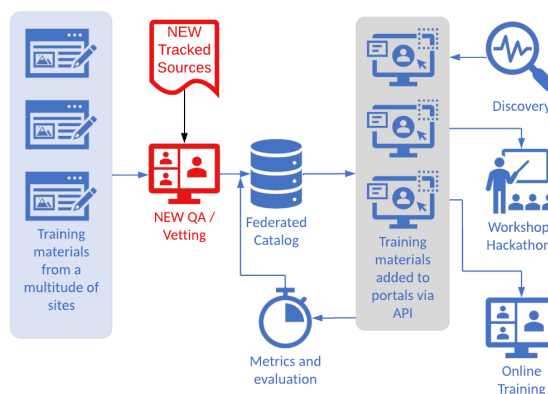 NEW
Tracked
Sources
Training
materials
from a
multitude of
sites
NEW QA /
Vetting
Federated
Catalog
Training
materials
added to
portals via
API
Metrics and
evaluation
Discovery
Workshop
Hackathon
Online
Training